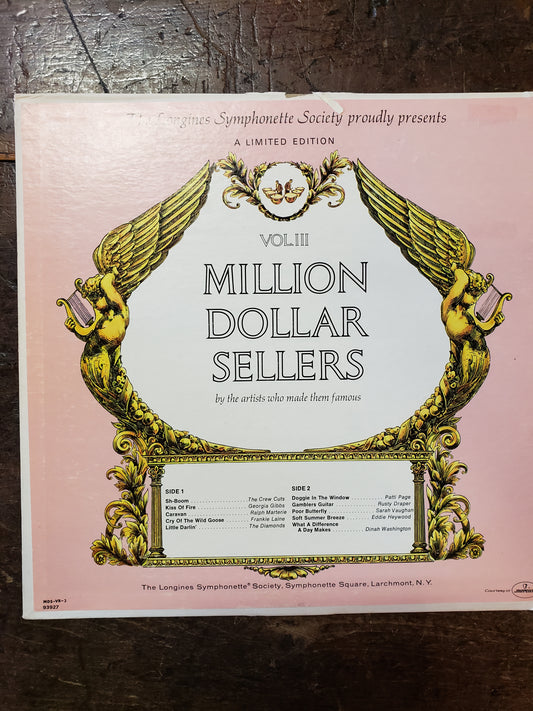 The Longines Symphonette Society proudly presents
A LIMITED EDITION
VOL. III
MILLION
DOLLAR
SELLERS
by the artists who made them famous
SIDE 1
Sh-Boom . . . . . . . . . . . . . . The Crew Cuts
Kiss Of Fire . . . . . . . . . . . . Georgia Gibbs
Caravan . . . . . . . . . . . . . . Ralph Marterie
Cry Of The Wild Goose . . . . . . . Frankie Laine
Little Darlin' . . . . . . . . . . . The Diamonds
SIDE 2
Doggie In The Window . . . . . . . . Patti Page
Gamblers Guitar . . . . . . . . . . Rusty Draper
Poor Butterfly . . . . . . . . . . Sarah Vaughan
Soft Summer Breeze . . . . . . . . Eddie Heywood
What A Difference
A Day Makes . . . . . . . . Dinah Washington
The Longines Symphonette® Society, Symphonette Square, Larchmont, N.Y.
MDS-VR-3
93927
Courtesy of